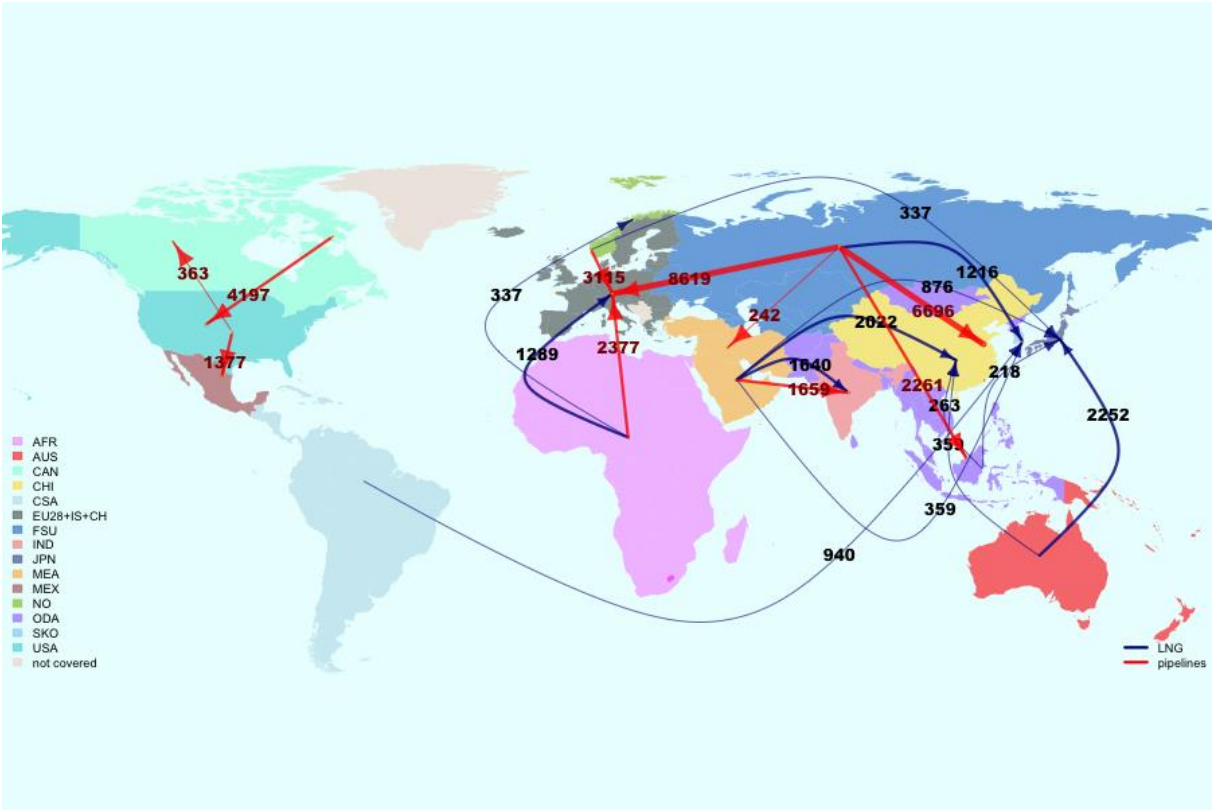 337
337
363
3115
8619
1216
876
4197
242
6696
2022
1377
1289
2377
1640
1659
2261
218
263
2252
359
359
940
AFR
AUS
CAN
CHI
CSA
EU28+IS+CH
FSU
IND
JPN
MEA
MEX
NO
ODA
SKO
USA
not covered
LNG
pipelines